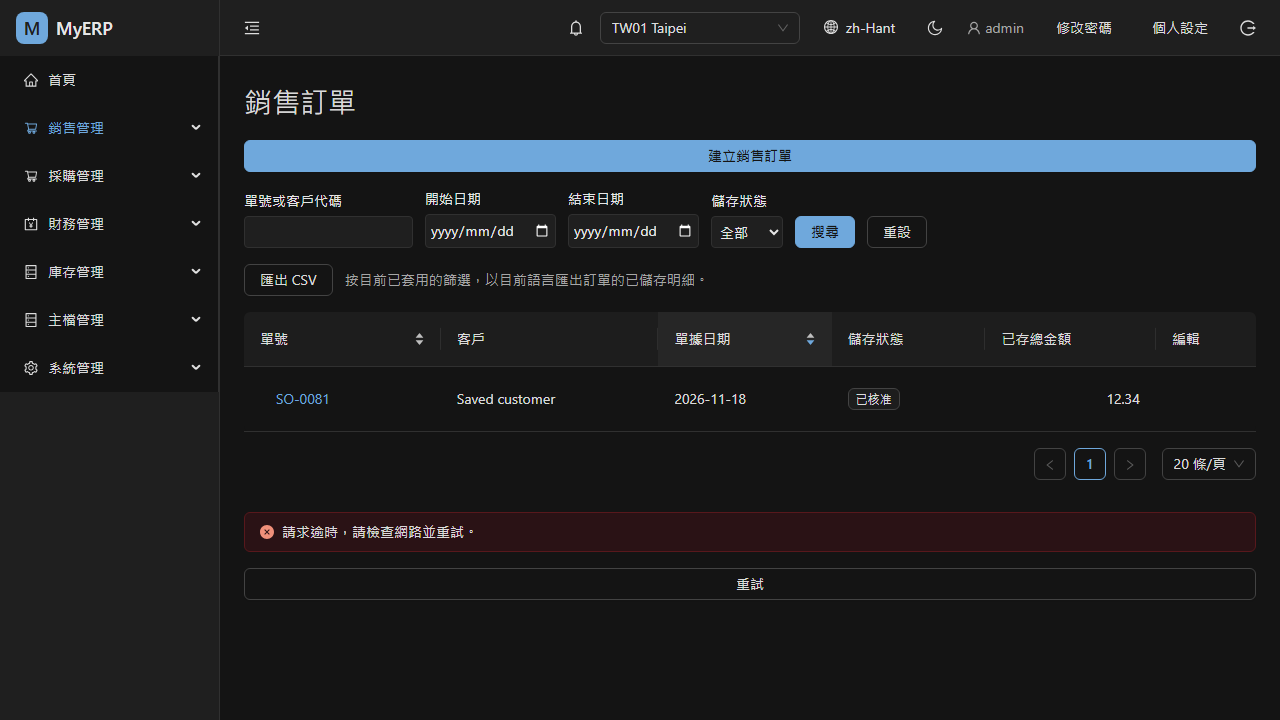 M MyERP
TW01 Taipei
zh-Hant
admin
修改密碼
個人設定
首頁
銷售管理
採購管理
財務管理
庫存管理
主檔管理
系統管理
銷售訂單
建立銷售訂單
單號或客戶代碼
開始日期
結束日期
儲存狀態
yyyy/mm/dd
yyyy/mm/dd
全部
搜尋
重設
匯出 CSV
按目前已套用的篩選，以目前語言匯出訂單的已儲存明細。
單號 客戶 單據日期 儲存狀態 已存總金額 編輯
SO-0081 Saved customer 2026-11-18 已核准 12.34
1
20 條/頁
請求逾時，請檢查網路並重試。
重試